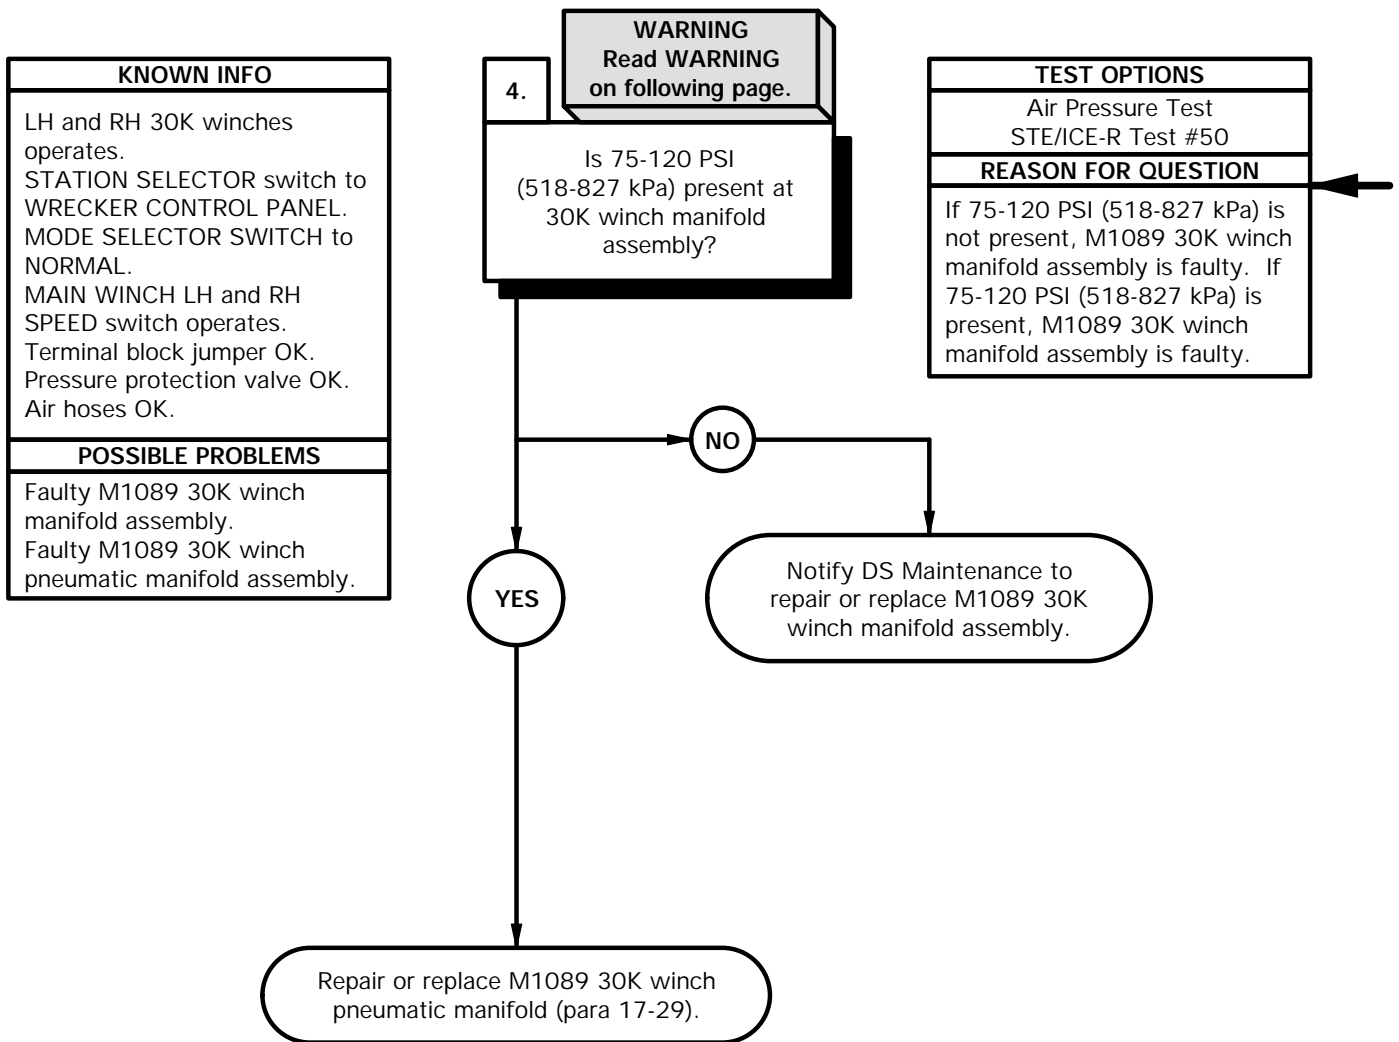 KNOWN INFO
LH and RH 30K winches
operates.
STATION SELECTOR switch to
WRECKER CONTROL PANEL.
MODE SELECTOR SWITCH to
NORMAL.
MAIN WINCH LH and RH
SPEED switch operates.
Terminal block jumper OK.
Pressure protection valve OK.
Air hoses OK.
POSSIBLE PROBLEMS
Faulty M1089 30K winch
manifold assembly.
Faulty M1089 30K winch
pneumatic manifold assembly.
WARNING
Read WARNING
on following page.
4.
Is 75-120 PSI
(518-827 kPa) present at
30K winch manifold
assembly?
TEST OPTIONS
Air Pressure Test
STE/ICE-R Test #50
REASON FOR QUESTION
If 75-120 PSI (518-827 kPa) is
not present, M1089 30K winch
manifold assembly is faulty. If
75-120 PSI (518-827 kPa) is
present, M1089 30K winch
manifold assembly is faulty.
NO
YES
Notify DS Maintenance to
repair or replace M1089 30K
winch manifold assembly.
Repair or replace M1089 30K winch
pneumatic manifold (para 17-29).